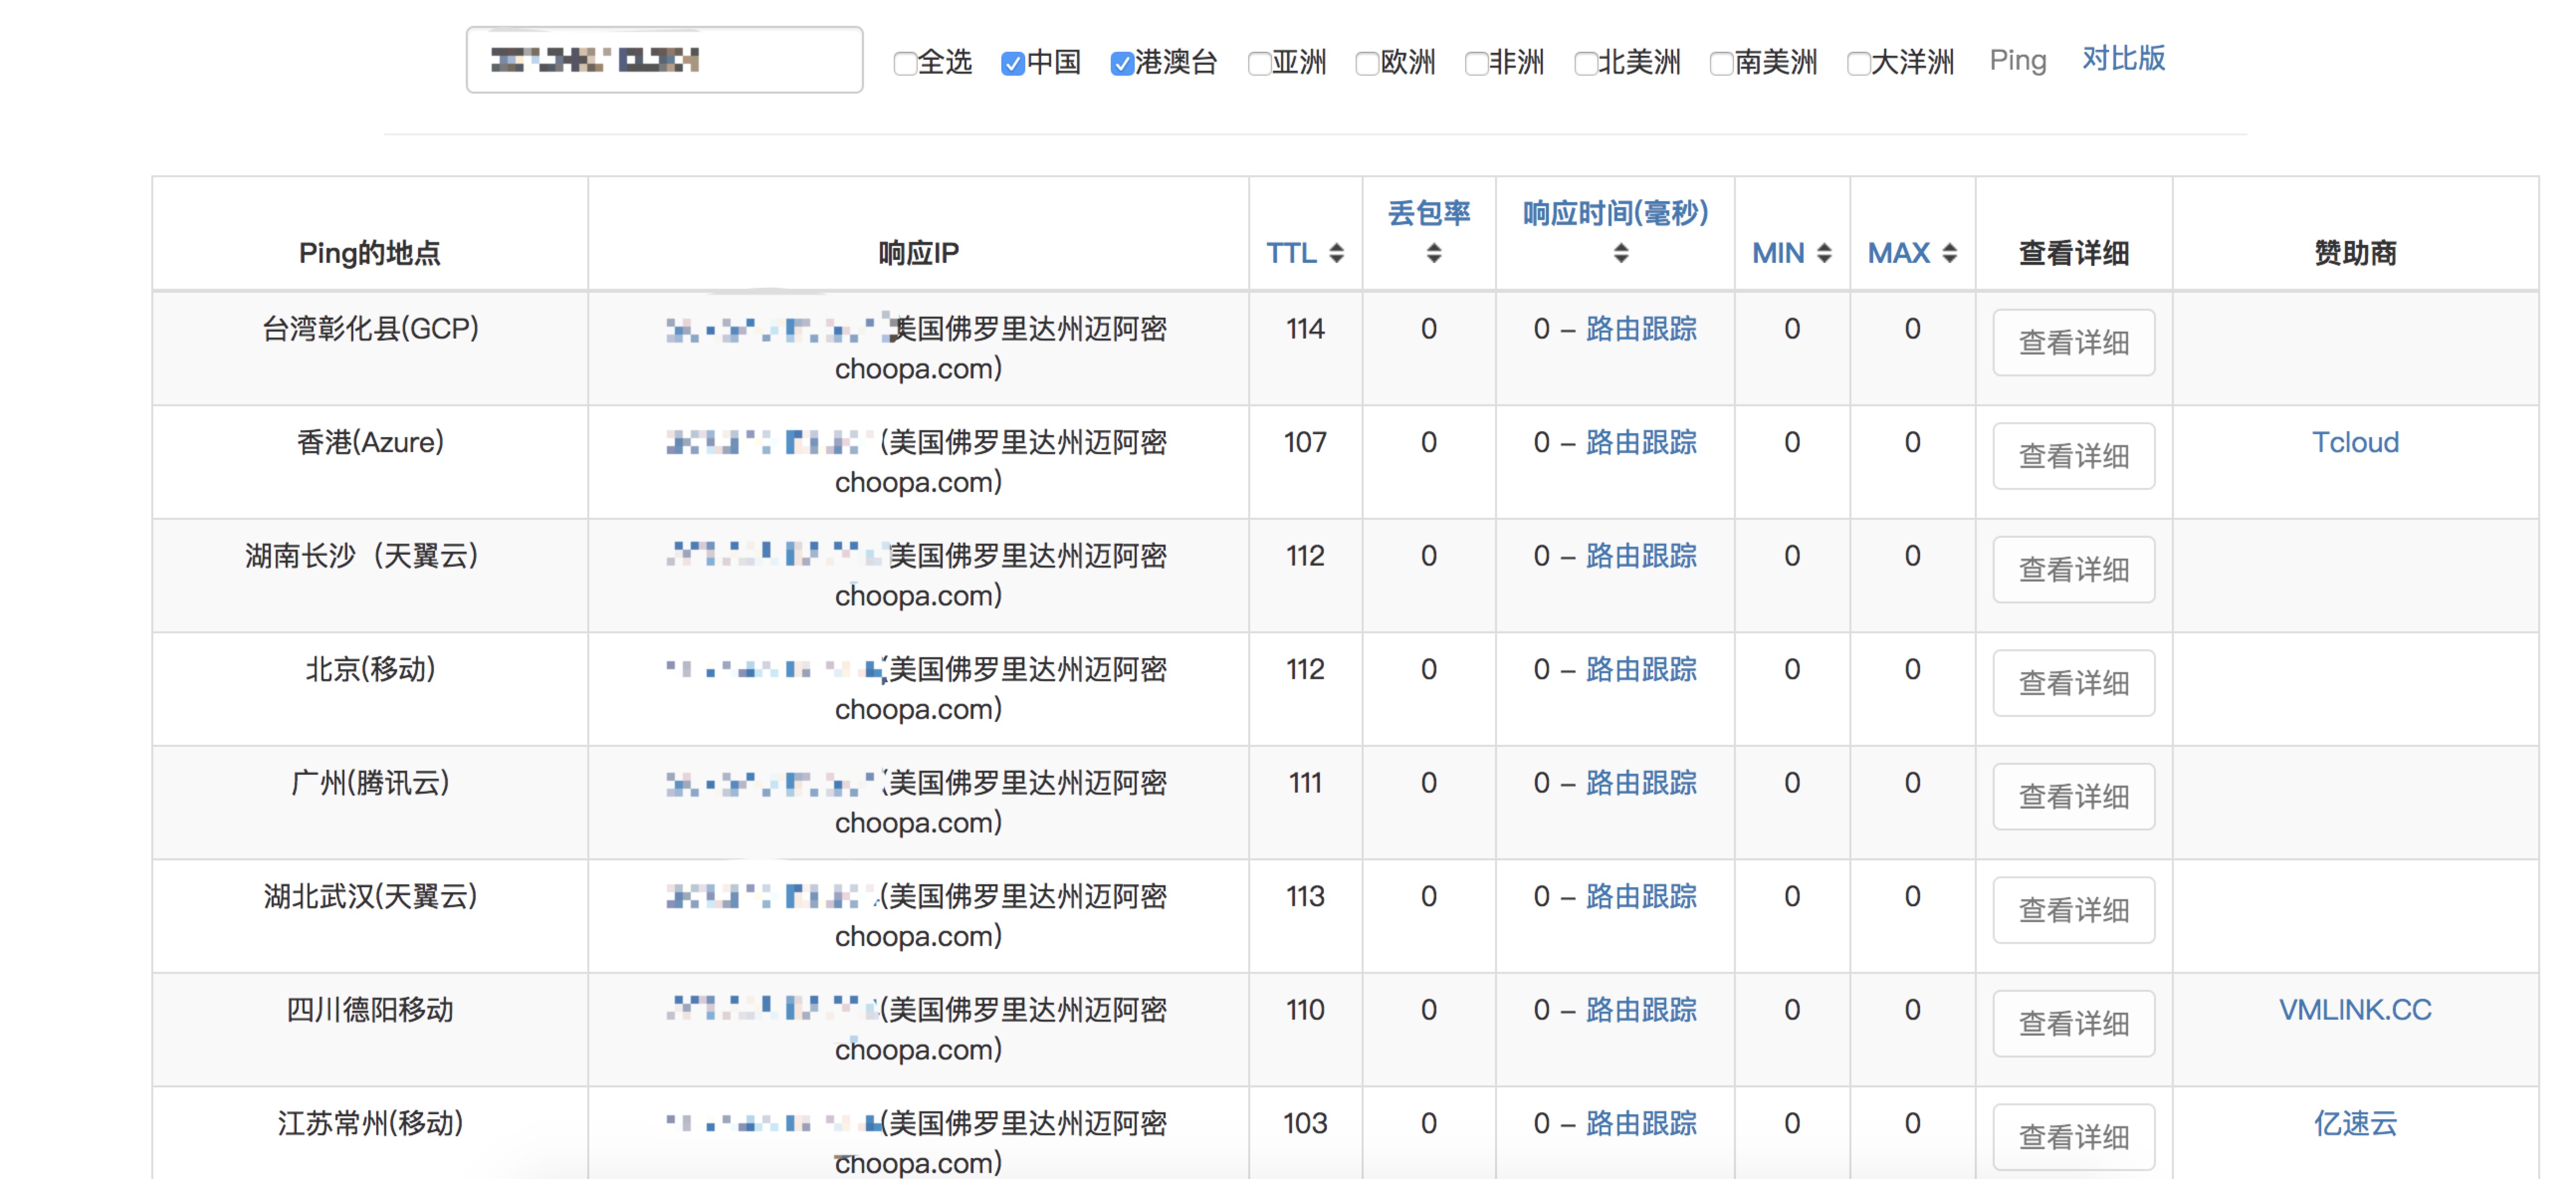 全选 中国 港澳台 亚洲 欧洲 非洲 北美洲 南美洲 大洋洲 Ping 对比版
Ping的地点 响应IP TTL 丢包率 响应时间(毫秒) MIN MAX 查看详细 赞助商
台湾彰化县(GCP) 美国佛罗里达州迈阿密 114 0 0 – 路由跟踪 0 0 查看详细
choopa.com)
香港(Azure) (美国佛罗里达州迈阿密 107 0 0 – 路由跟踪 0 0 查看详细 Tcloud
choopa.com)
湖南长沙（天翼云） 美国佛罗里达州迈阿密 112 0 0 – 路由跟踪 0 0 查看详细
choopa.com)
北京(移动) (美国佛罗里达州迈阿密 112 0 0 – 路由跟踪 0 0 查看详细
choopa.com)
广州(腾讯云) (美国佛罗里达州迈阿密 111 0 0 – 路由跟踪 0 0 查看详细
choopa.com)
湖北武汉(天翼云) (美国佛罗里达州迈阿密 113 0 0 – 路由跟踪 0 0 查看详细
choopa.com)
四川德阳移动 (美国佛罗里达州迈阿密 110 0 0 – 路由跟踪 0 0 查看详细 VMLINK.CC
choopa.com)
江苏常州(移动) (美国佛罗里达州迈阿密 103 0 0 – 路由跟踪 0 0 查看详细 亿速云
choopa.com)